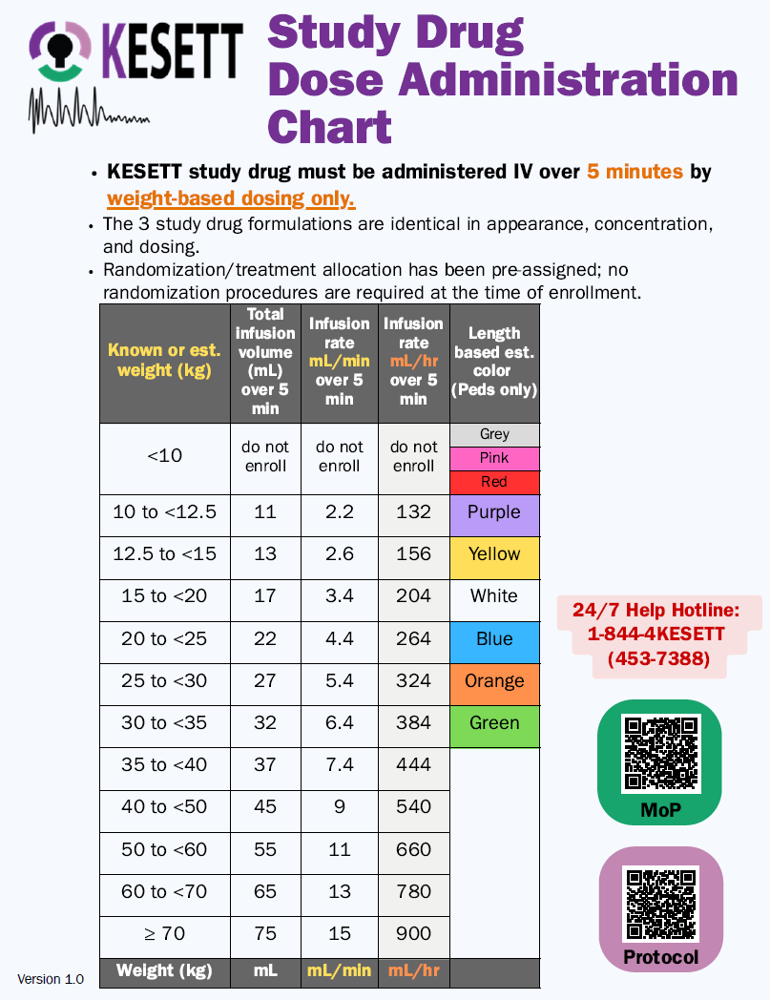 KESETT
Study Drug
Dose Administration
Chart
• KESETT study drug must be administered IV over 5 minutes by
weight-based dosing only.
• The 3 study drug formulations are identical in appearance, concentration,
and dosing.
• Randomization/treatment allocation has been pre-assigned; no
randomization procedures are required at the time of enrollment.
Known or est.
weight (kg)
Total
infusion
volume
(mL)
over 5
min
Infusion
rate
mL/min
over 5
min
Infusion
rate
mL/hr
over 5
min
Length
based est.
color
(Peds only)
<10
do not
enroll
do not
enroll
do not
enroll
Grey
Pink
Red
10 to <12.5 11 2.2 132 Purple
12.5 to <15 13 2.6 156 Yellow
15 to <20 17 3.4 204 White
20 to <25 22 4.4 264 Blue
25 to <30 27 5.4 324 Orange
30 to <35 32 6.4 384 Green
35 to <40 37 7.4 444
40 to <50 45 9 540
50 to <60 55 11 660
60 to <70 65 13 780
≥ 70 75 15 900
Weight (kg) mL mL/min mL/hr
24/7 Help Hotline:
1-844-4KESETT
(453-7388)
MoP
Protocol
Version 1.0